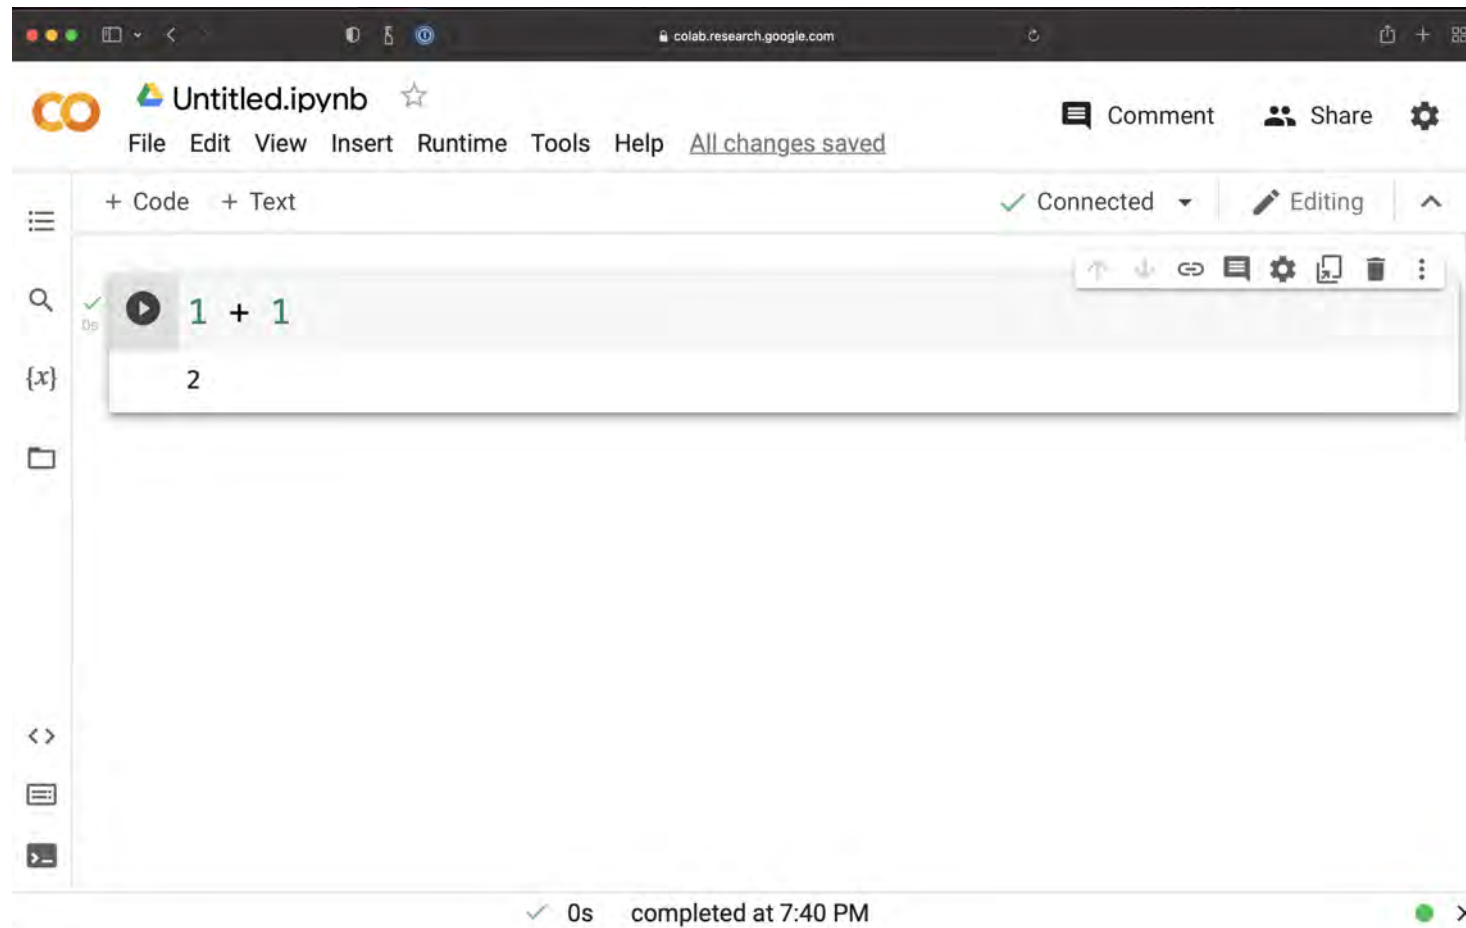 colab.research.google.com
CO
Untitled.ipynb
Comment Share
File Edit View Insert Runtime Tools Help All changes saved
+ Code + Text
Connected Editing
1 + 1
0s
{x}
2
0s completed at 7:40 PM